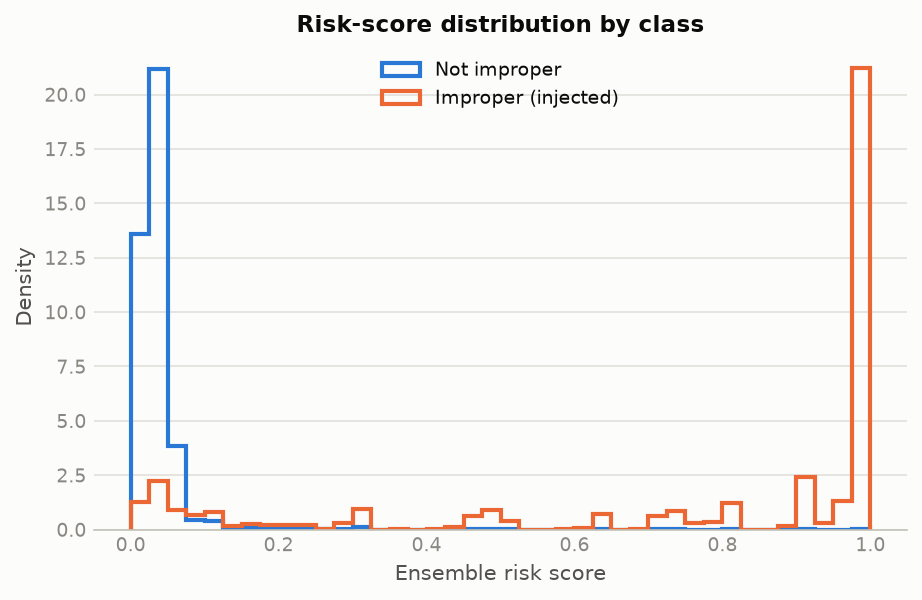 Risk-score distribution by class
Not improper
Improper (injected)
20.0
17.5
15.0
12.5
10.0
7.5
5.0
2.5
0.0
Density
0.0 0.2 0.4 0.6 0.8 1.0
Ensemble risk score